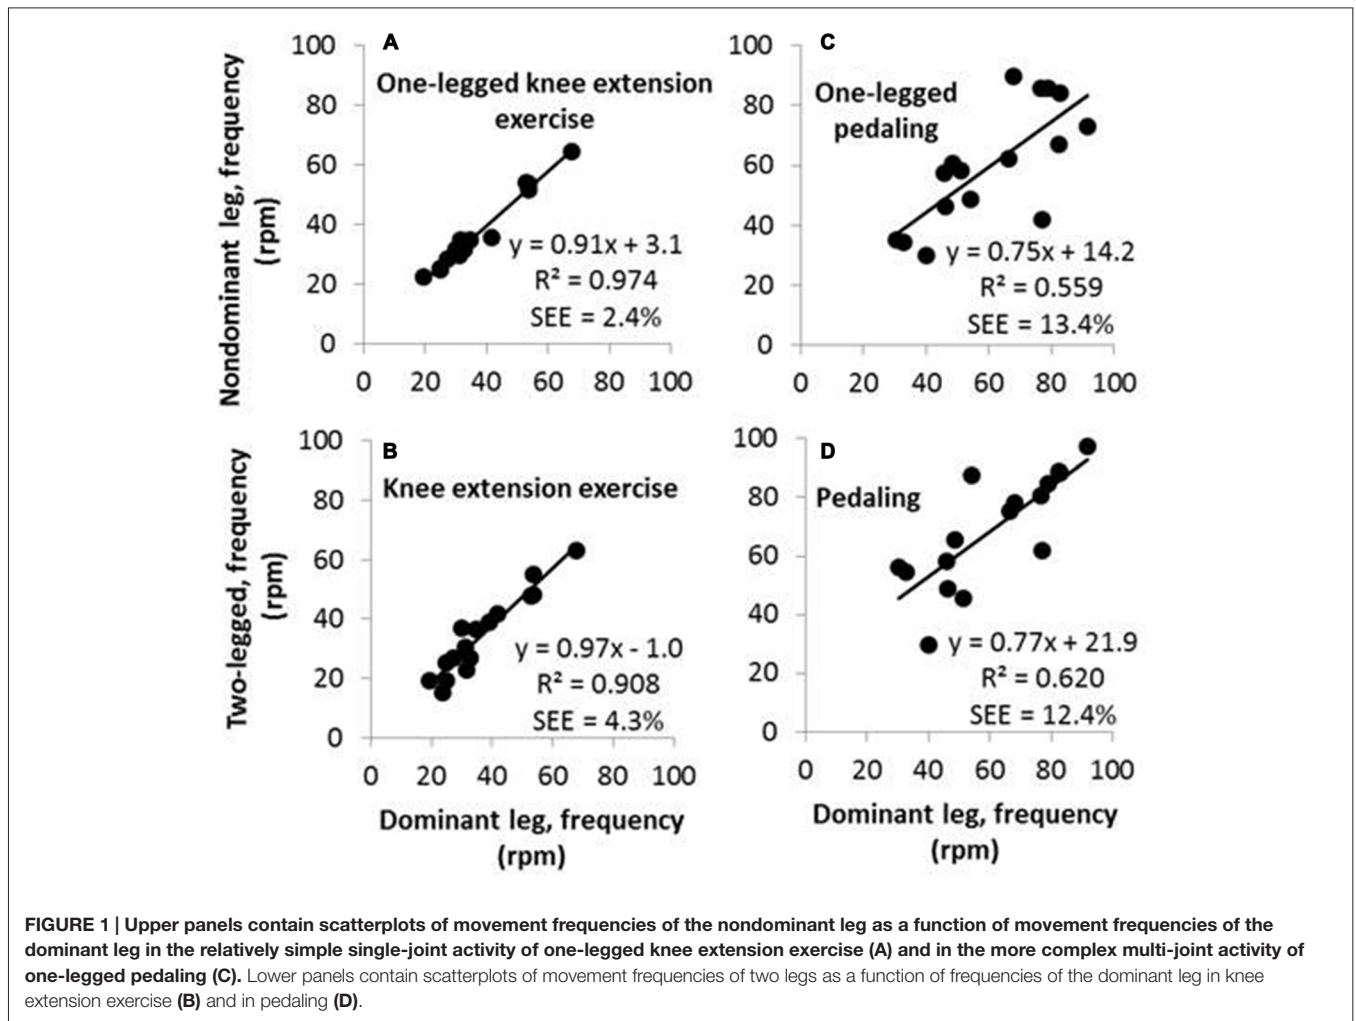 A
One-legged knee extension
exercise
Nondominant leg, frequency
(rpm)
100
80
60
40
20
0
y = 0.91x + 3.1
R² = 0.974
SEE = 2.4%
0 20 40 60 80 100
C
One-legged
pedaling
100
80
60
40
20
0
y = 0.75x + 14.2
R² = 0.559
SEE = 13.4%
0 20 40 60 80 100
B
Knee extension exercise
Two-legged, frequency
(rpm)
100
80
60
40
20
0
y = 0.97x - 1.0
R² = 0.908
SEE = 4.3%
0 20 40 60 80 100
Dominant leg, frequency
(rpm)
D
Pedaling
100
80
60
40
20
0
y = 0.77x + 21.9
R² = 0.620
SEE = 12.4%
0 20 40 60 80 100
Dominant leg, frequency
(rpm)
FIGURE 1 | Upper panels contain scatterplots of movement frequencies of the nondominant leg as a function of movement frequencies of the
dominant leg in the relatively simple single-joint activity of one-legged knee extension exercise (A) and in the more complex multi-joint activity of
one-legged pedaling (C). Lower panels contain scatterplots of movement frequencies of two legs as a function of frequencies of the dominant leg in knee
extension exercise (B) and in pedaling (D).